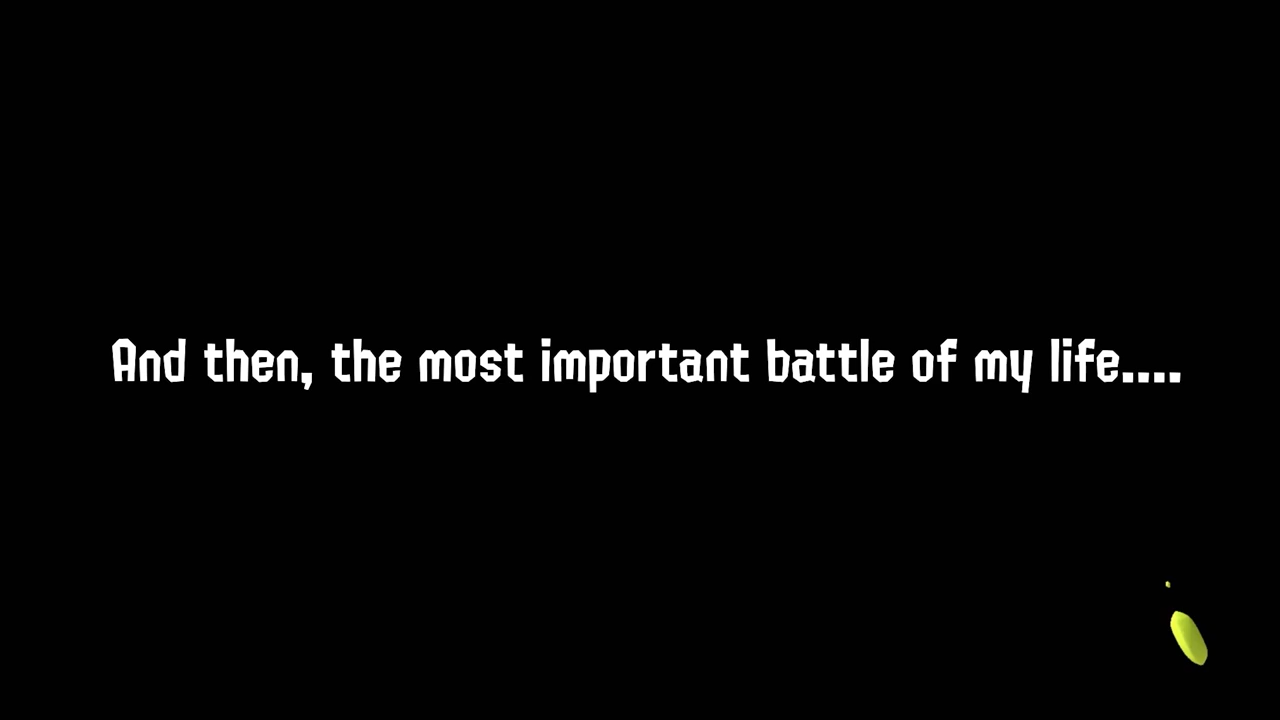 And then, the most important battle of my life....